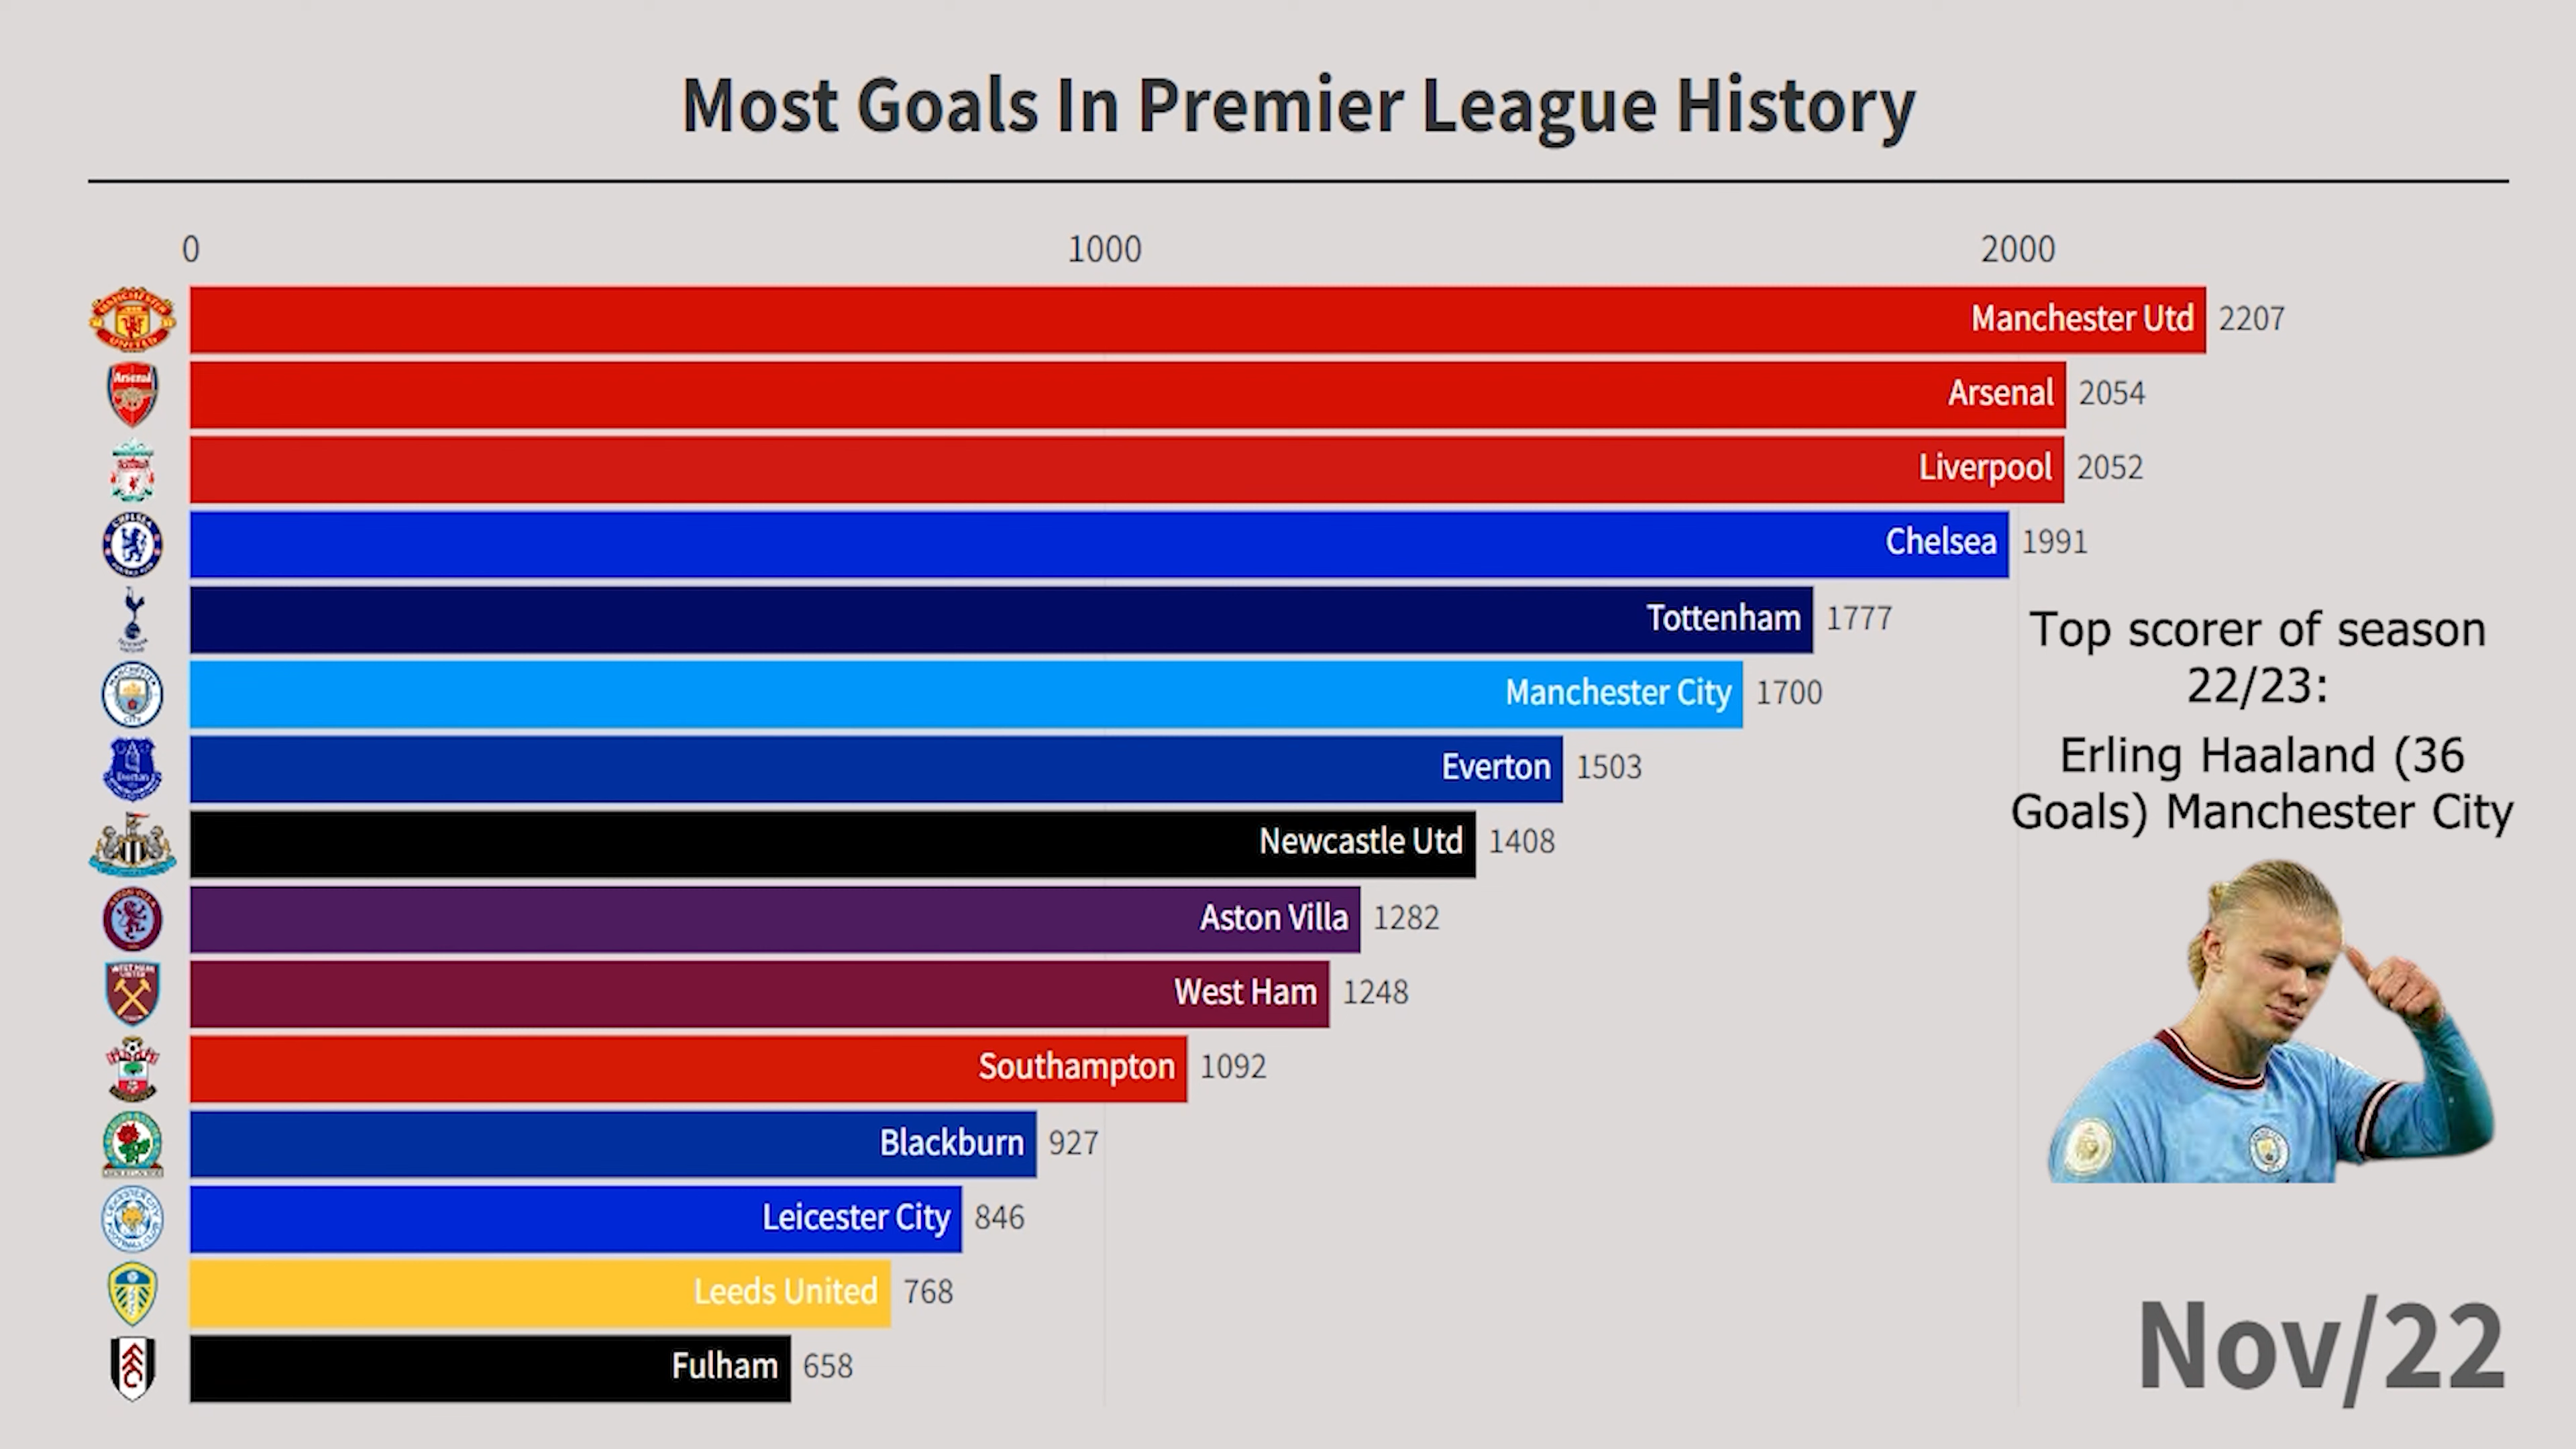 Most Goals In Premier League History
0 1000 2000
Manchester Utd 2207
Arsenal 2054
Liverpool 2052
Chelsea 1991
Tottenham 1777
Manchester City 1700
Everton 1503
Newcastle Utd 1408
Aston Villa 1282
West Ham 1248
Southampton 1092
Blackburn 927
Leicester City 846
Leeds United 768
Fulham 658
Top scorer of season
22/23:
Erling Haaland (36
Goals) Manchester City
Nov/22